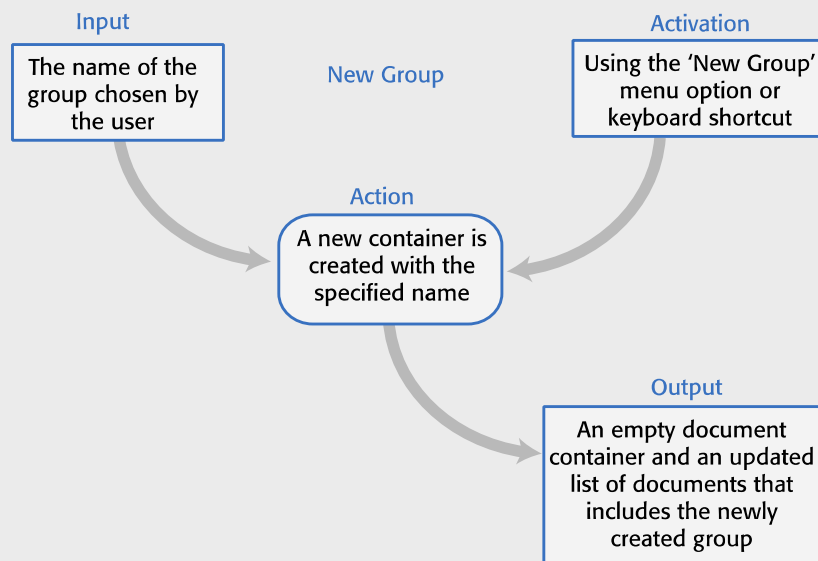 Input
The name of the
group chosen by
the user
New Group
Activation
Using the ‘New Group’
menu option or
keyboard shortcut
Action
A new container is
created with the
specified name
Output
An empty document
container and an updated
list of documents that
includes the newly
created group